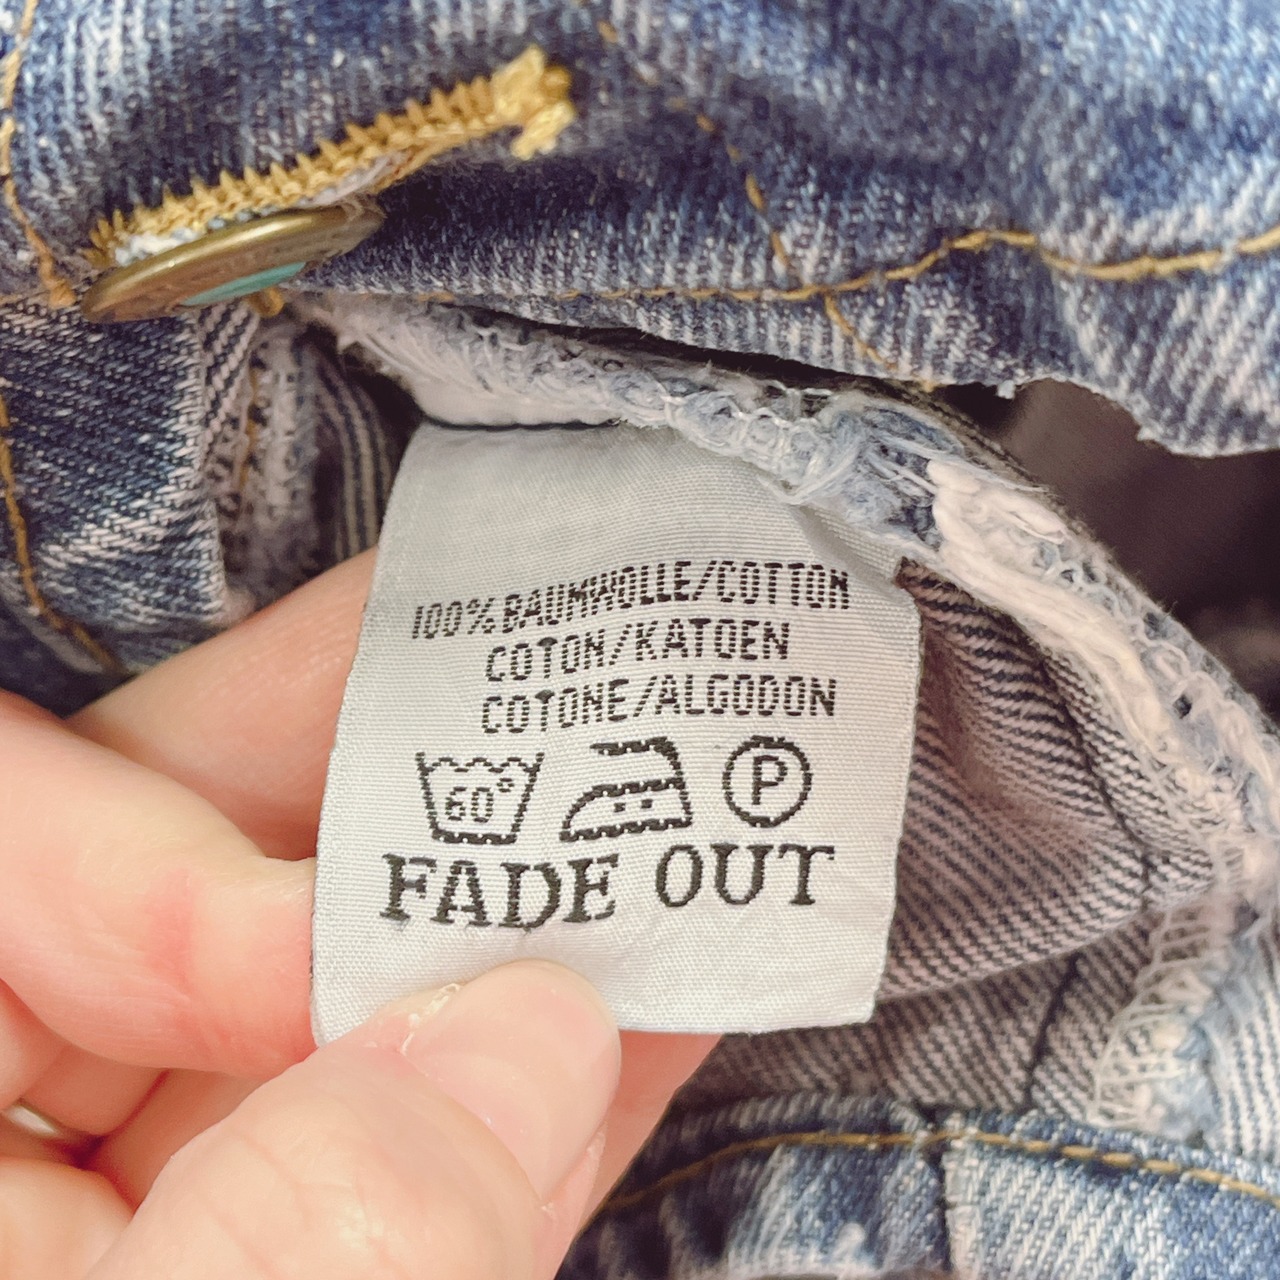 100% BAUMWOLLE/COTTON
COTON/KATOEN
COTONE/ALGODON
60° P
FADE OUT